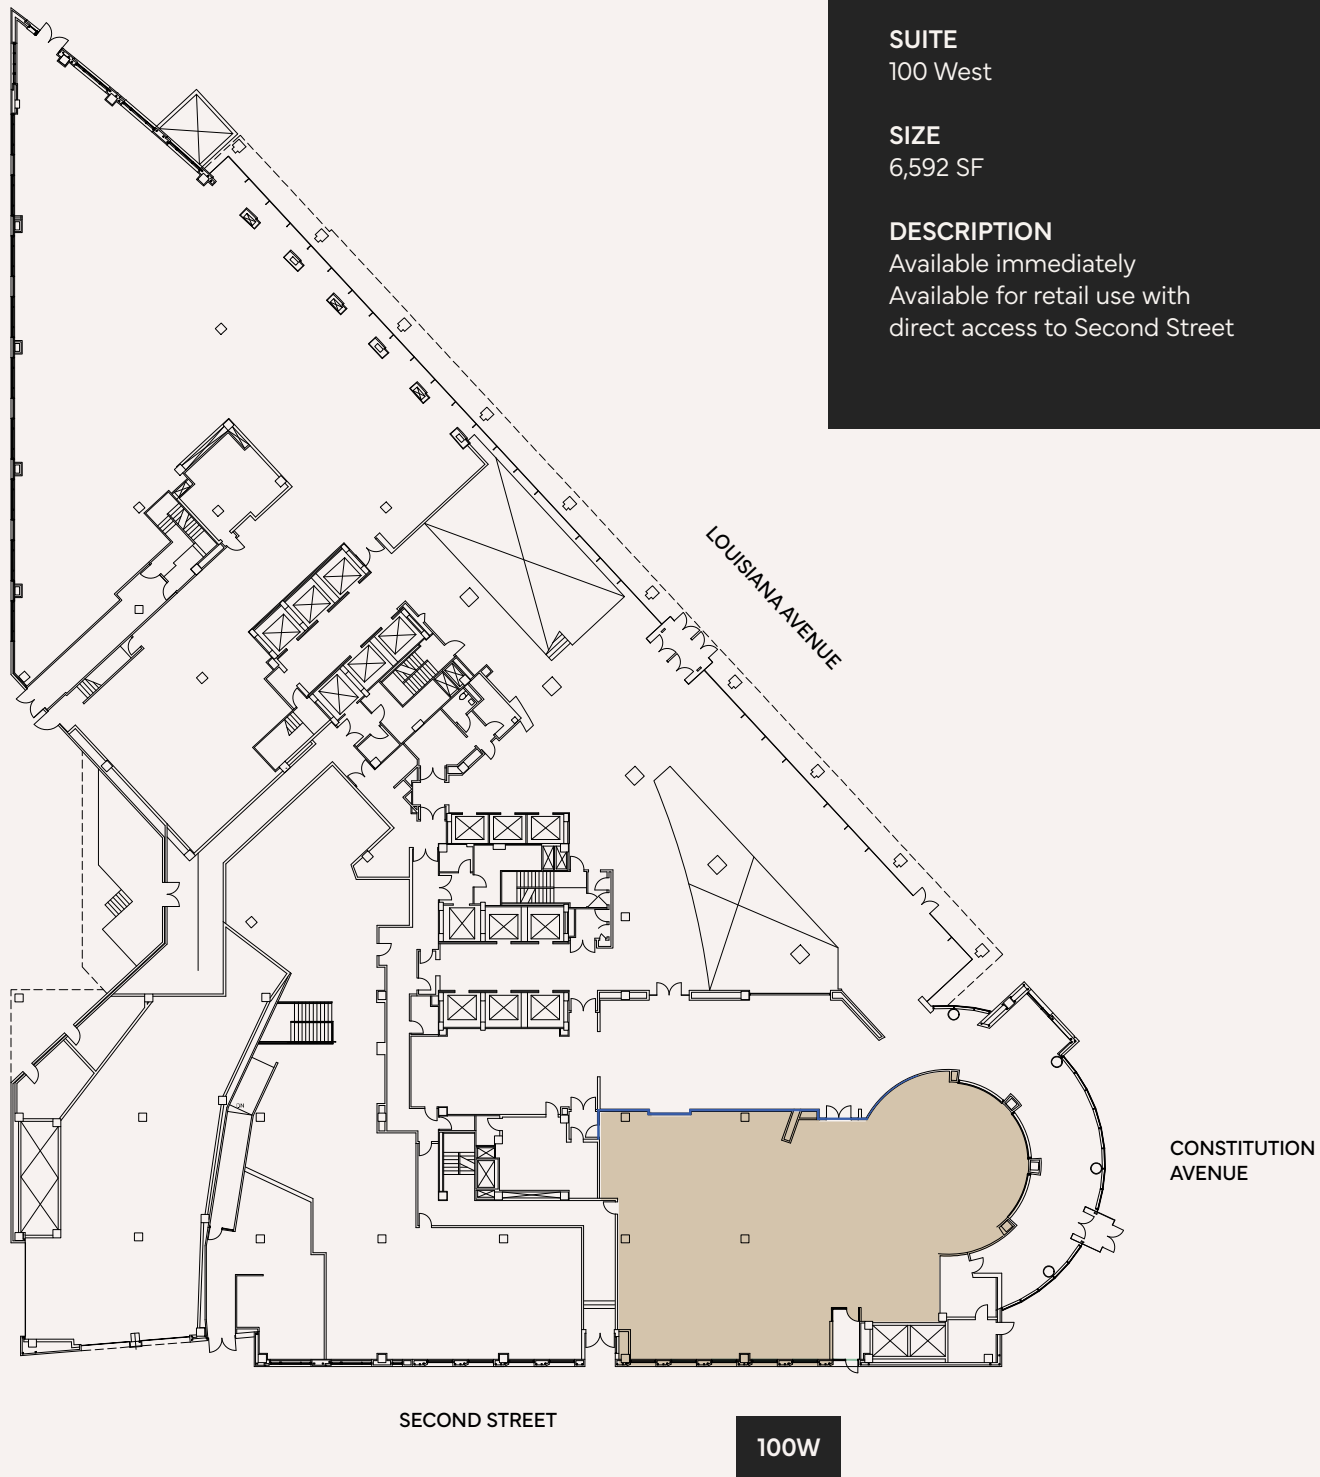 SUITE
100 West
SIZE
6,592 SF
DESCRIPTION
Available immediately
Available for retail use with
direct access to Second Street
LOUISIANA AVENUE
DN
CONSTITUTION
AVENUE
SECOND STREET
100W